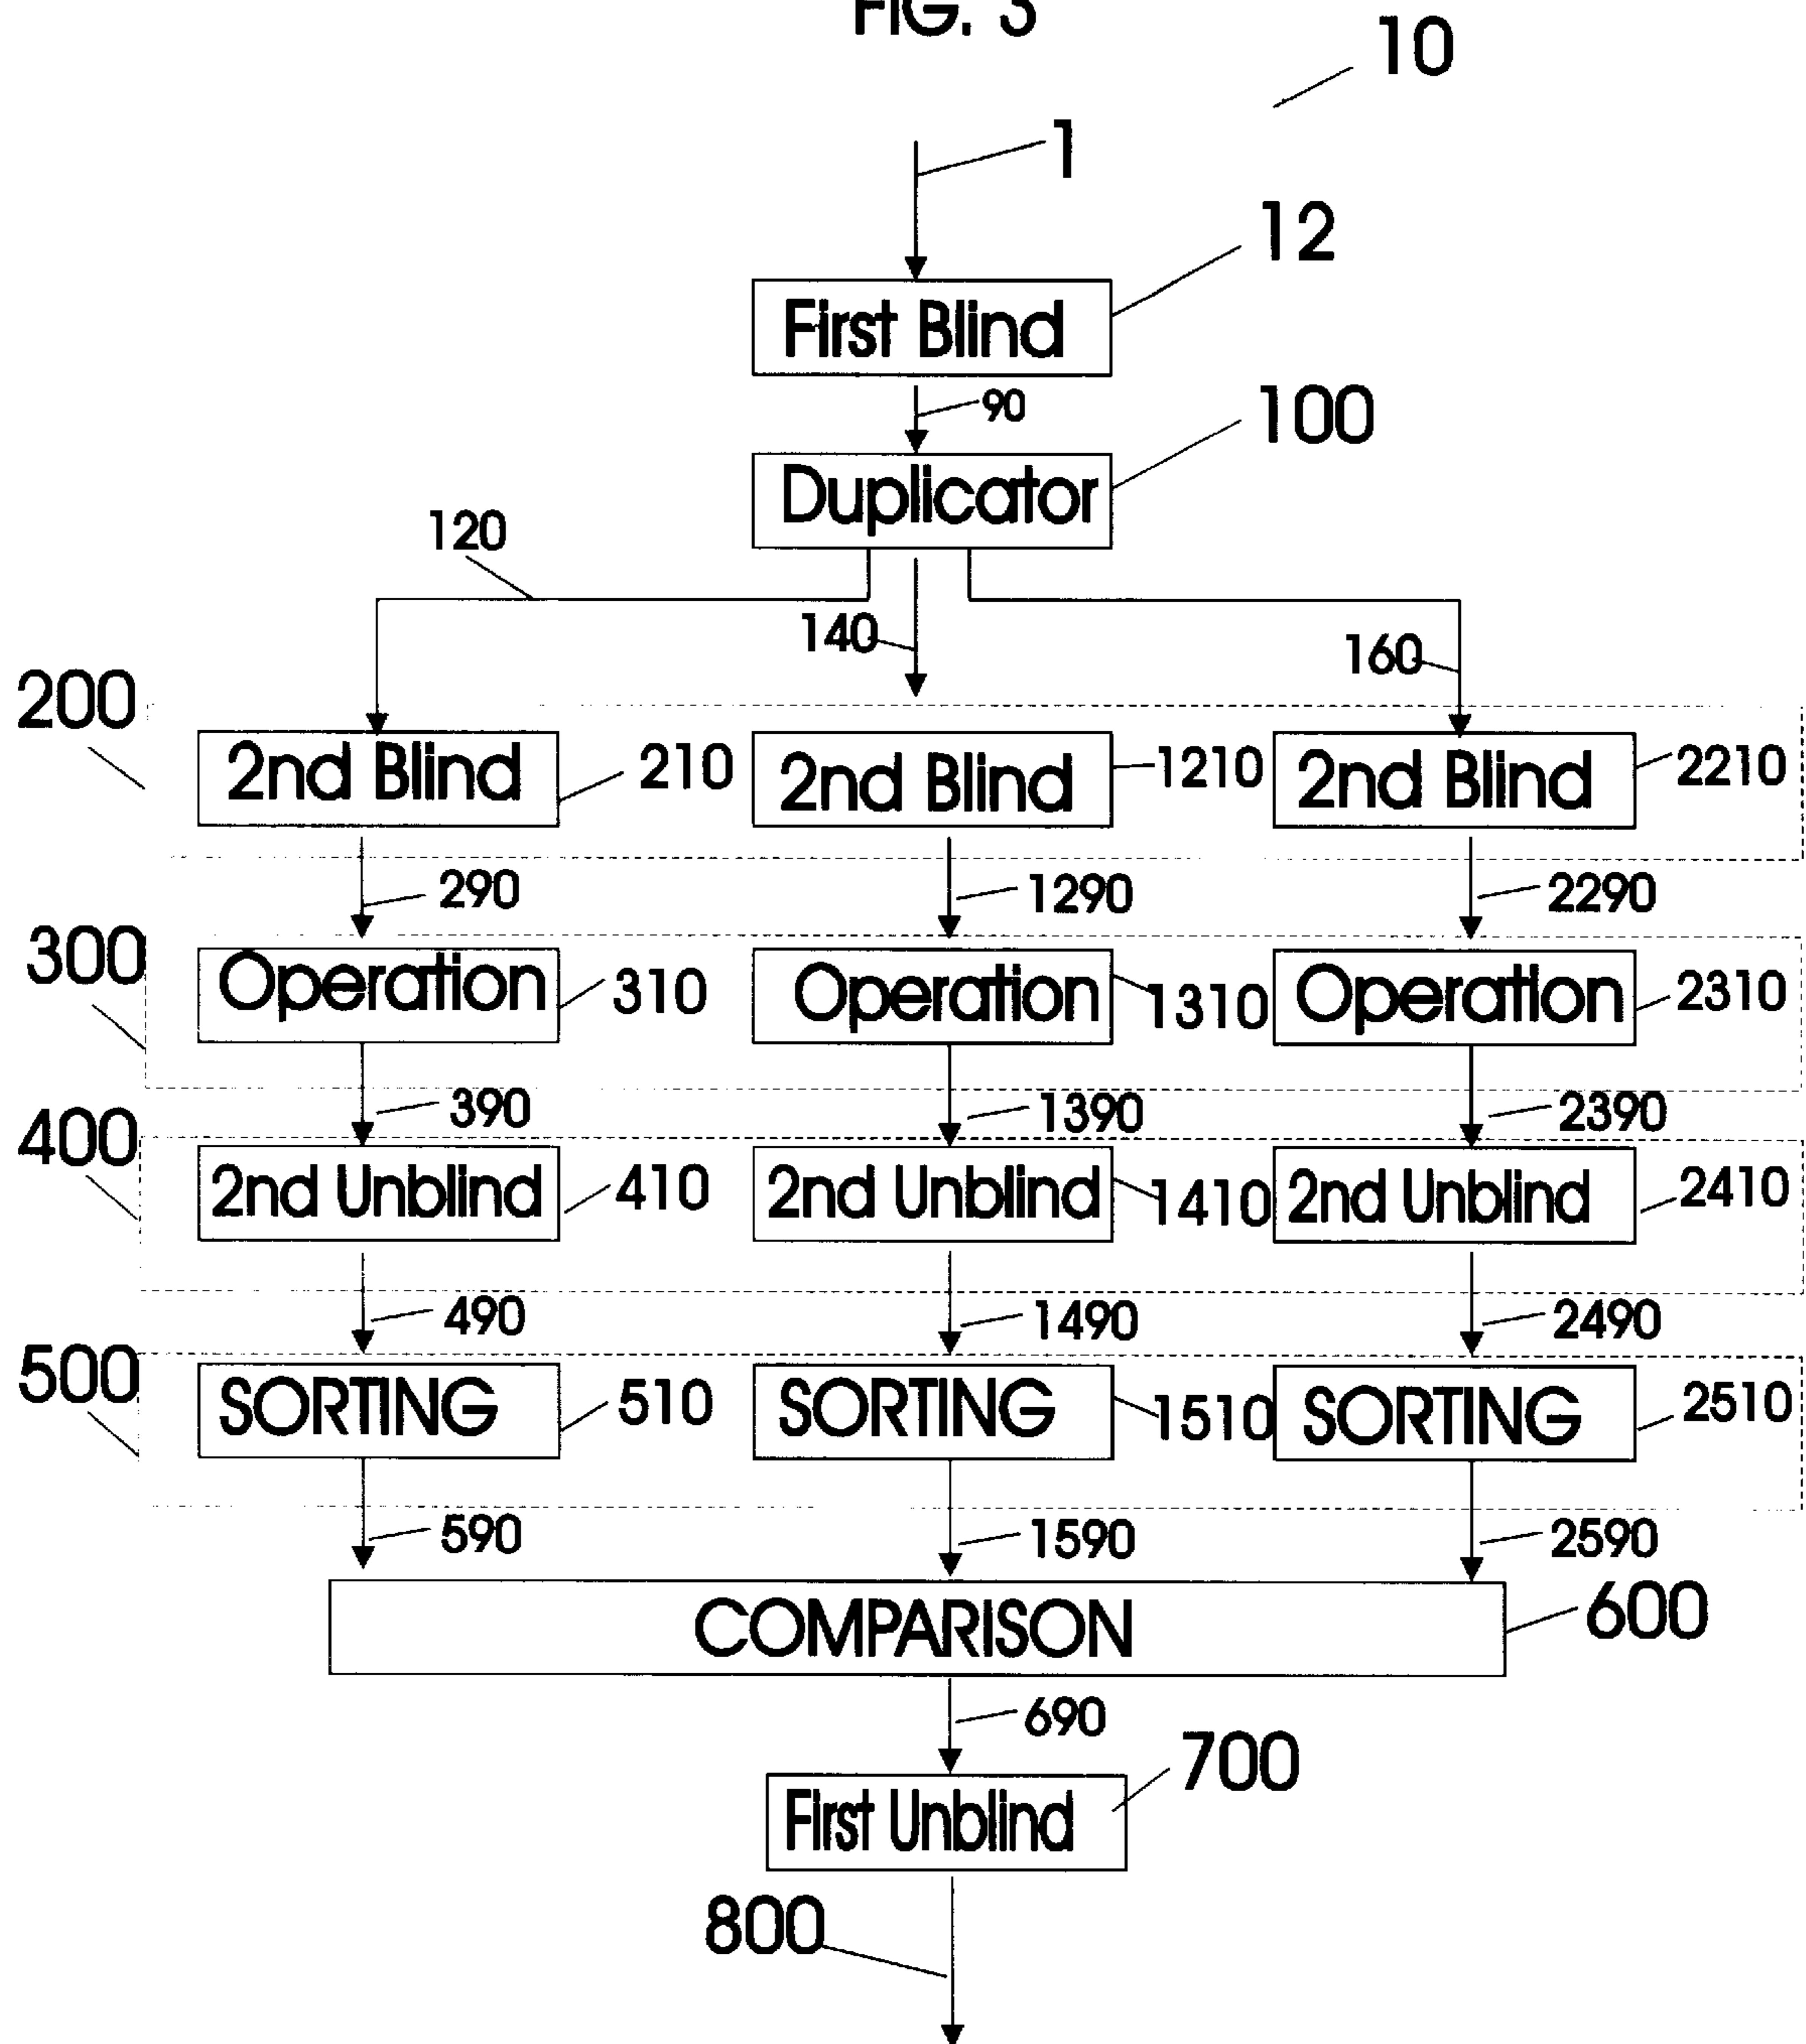 FIG. 3
10
1
12
First Blind
90
100
Duplicator
120
140
160
200
2nd Blind 210 2nd Blind 1210 2nd Blind 2210
290 1290 2290
300
Operation 310 Operation 1310 Operation 2310
390 1390 2390
400
2nd Unblind 410 2nd Unblind 1410 2nd Unblind 2410
490 1490 2490
500
SORTING 510 SORTING 1510 SORTING 2510
590 1590 2590
COMPARISON 600
690
700
First Unblind
800